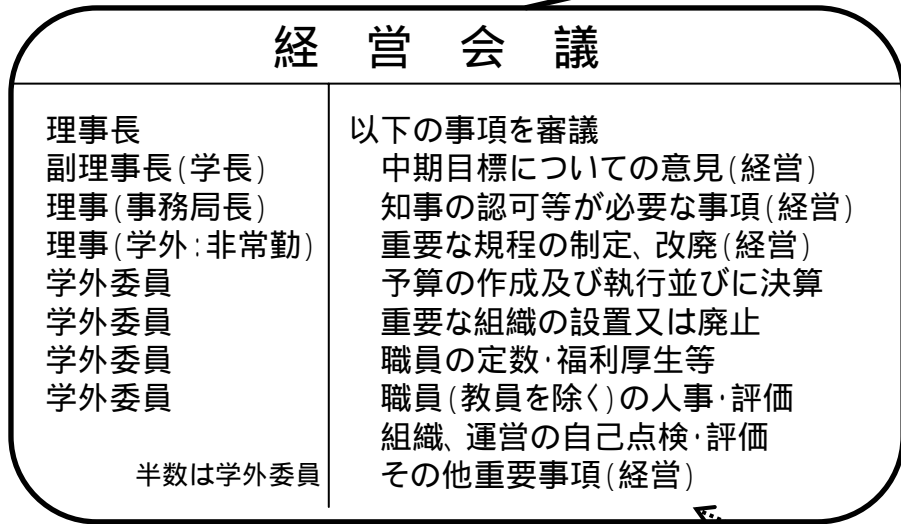 経営会議
理事長
副理事長(学長)
理事(事務局長)
理事(学外:非常勤)
学外委員
学外委員
学外委員
学外委員
半数は学外委員
以下の事項を審議
中期目標についての意見(経営)
知事の認可等が必要な事項(経営)
重要な規程の制定、改廃(経営)
予算の作成及び執行並びに決算
重要な組織の設置又は廃止
職員の定数・福利厚生等
職員(教員を除く)の人事・評価
組織、運営の自己点検・評価
その他重要事項(経営)